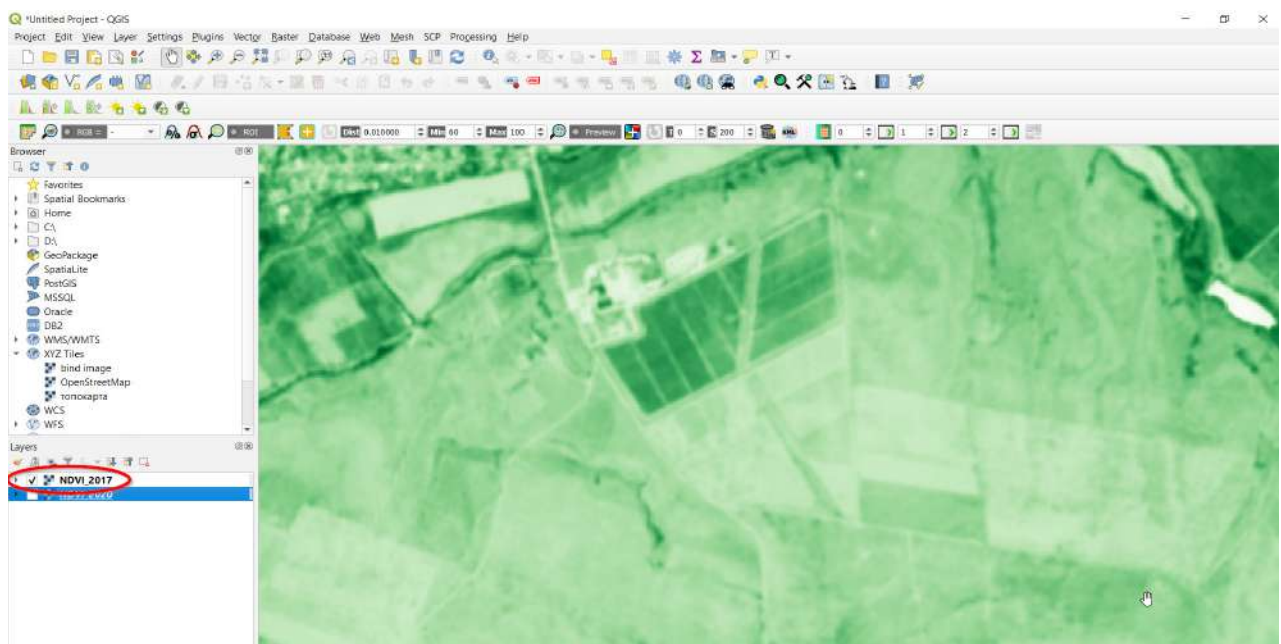 *Untitled Project - QGIS
Project Edit View Layer Settings Plugins Vector Raster Database Web Mesh SCP Processing Help
RGB = - ROI Dist 0.010000 Min 60 Max 100 Preview T 0 S 200 KML 0 1 2
Browser
Favorites
Spatial Bookmarks
Home
C:\
D:\
GeoPackage
SpatiaLite
PostGIS
MSSQL
Oracle
DB2
WMS/WMTS
XYZ Tiles
bind image
OpenStreetMap
топокарта
WCS
WFS
Layers
NDVI_2017
NDVI_2020